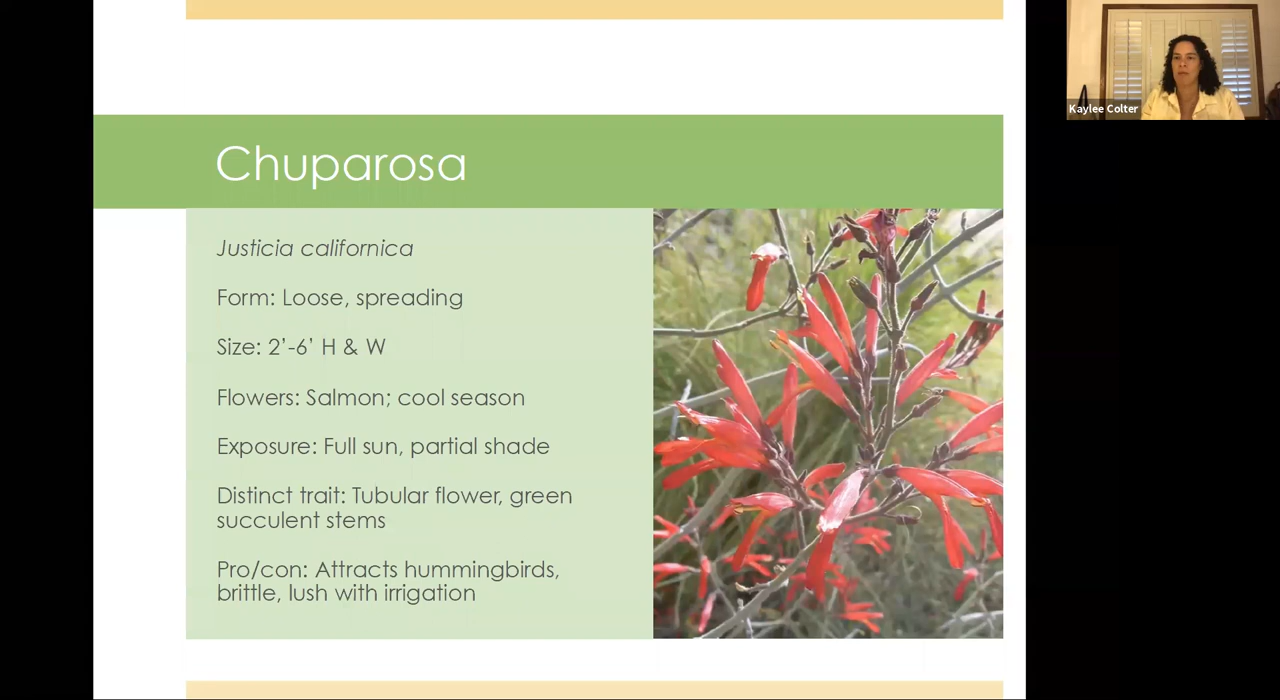 Chuparosa
Justicia californica
Form: Loose, spreading
Size: 2’-6’ H & W
Flowers: Salmon; cool season
Exposure: Full sun, partial shade
Distinct trait: Tubular flower, green
succulent stems
Pro/con: Attracts hummingbirds,
brittle, lush with irrigation
Kaylee Colter